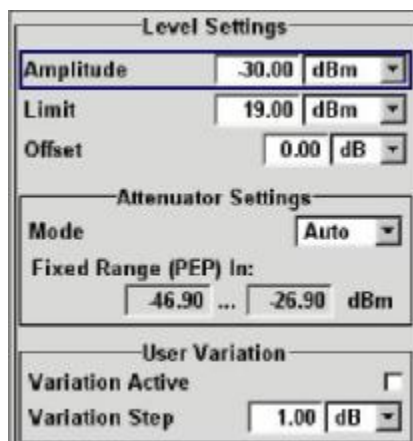 Level Settings
Amplitude -30.00 dBm
Limit 19.00 dBm
Offset 0.00 dB
Attenuator Settings
Mode Auto
Fixed Range (PEP) In:
-46.90 ... -26.90 dBm
User Variation
Variation Active
Variation Step 1.00 dB